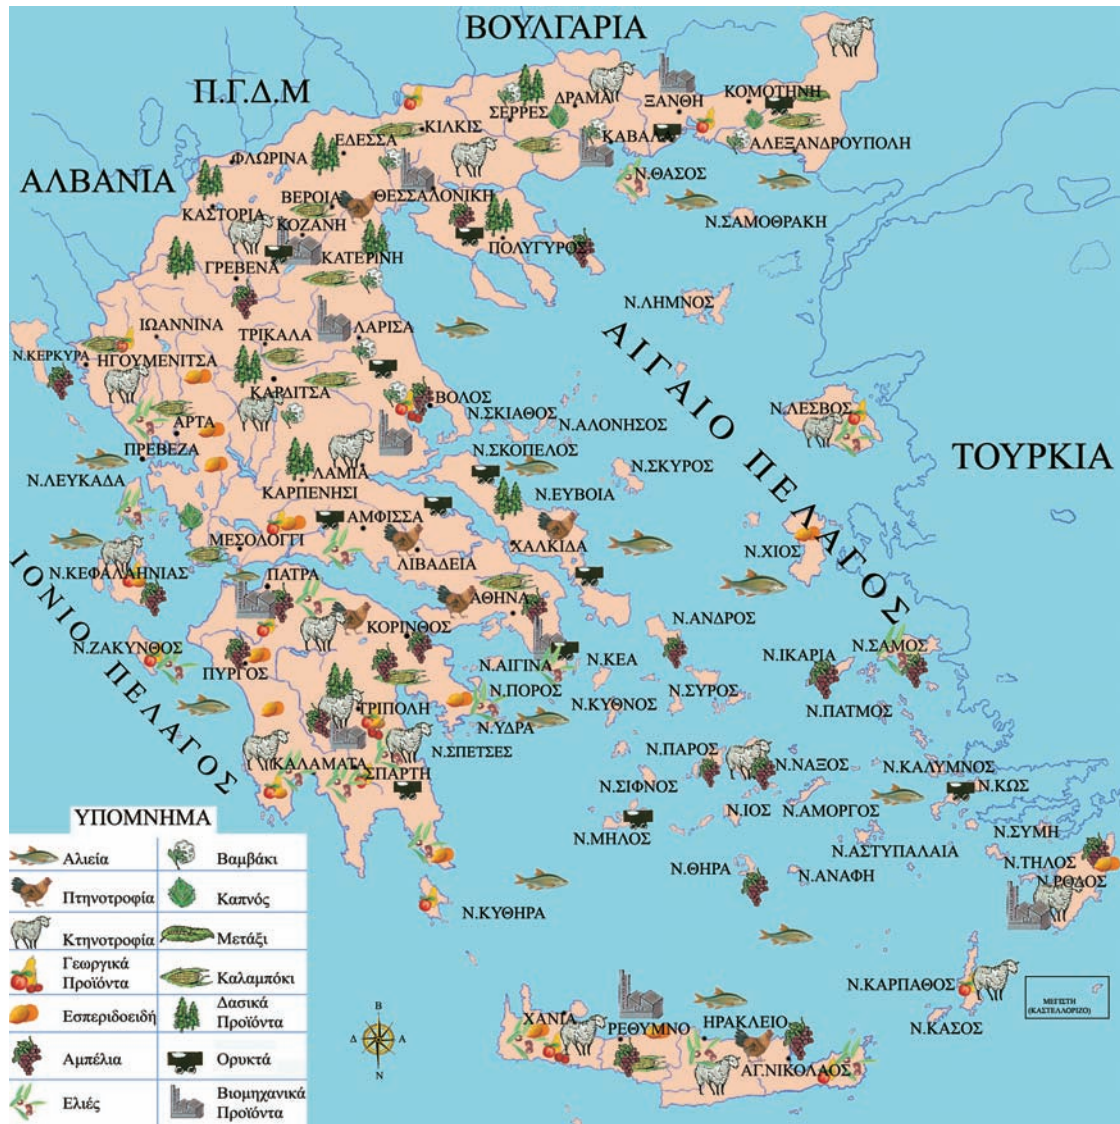 ΒΟΥΛΓΑΡΙΑ
Π.Γ.Δ.Μ
ΑΛΒΑΝΙΑ
ΤΟΥΡΚΙΑ
ΑΙΓΑΙΟ ΠΕΛΑΓΟΣ
ΙΟΝΙΟ ΠΕΛΑΓΟΣ
ΔΡΑΜΑ
ΞΑΝΘΗ
ΚΟΜΟΤΗΝΗ
ΣΕΡΡΕΣ
ΚΙΛΚΙΣ
ΚΑΒΑΛΑ
ΑΛΕΞΑΝΔΡΟΥΠΟΛΗ
ΕΔΕΣΣΑ
ΦΛΩΡΙΝΑ
Ν.ΘΑΣΟΣ
ΘΕΣΣΑΛΟΝΙΚΗ
ΒΕΡΟΙΑ
ΚΑΣΤΟΡΙΑ
Ν.ΣΑΜΟΘΡΑΚΗ
ΚΟΖΑΝΗ
ΠΟΛΥΓΥΡΟΣ
ΚΑΤΕΡΙΝΗ
ΓΡΕΒΕΝΑ
Ν.ΛΗΜΝΟΣ
ΙΩΑΝΝΙΝΑ
ΤΡΙΚΑΛΑ
ΛΑΡΙΣΑ
Ν.ΚΕΡΚΥΡΑ
ΗΓΟΥΜΕΝΙΤΣΑ
ΚΑΡΔΙΤΣΑ
ΒΟΛΟΣ
Ν.ΣΚΙΑΘΟΣ
Ν.ΑΛΟΝΗΣΟΣ
Ν.ΛΕΣΒΟΣ
ΑΡΤΑ
ΠΡΕΒΕΖΑ
Ν.ΣΚΟΠΕΛΟΣ
Ν.ΣΚΥΡΟΣ
ΛΑΜΙΑ
Ν.ΛΕΥΚΑΔΑ
ΚΑΡΠΕΝΗΣΙ
Ν.ΕΥΒΟΙΑ
ΑΜΦΙΣΣΑ
ΜΕΣΟΛΟΓΓΙ
ΧΑΛΚΙΔΑ
Ν.ΧΙΟΣ
ΛΙΒΑΔΕΙΑ
Ν.ΚΕΦΑΛΛΗΝΙΑΣ
ΠΑΤΡΑ
ΑΘΗΝΑ
Ν.ΑΝΔΡΟΣ
ΚΟΡΙΝΘΟΣ
Ν.ΖΑΚΥΝΘΟΣ
Ν.ΣΑΜΟΣ
Ν.ΙΚΑΡΙΑ
ΠΥΡΓΟΣ
Ν.ΑΙΓΙΝΑ
Ν.ΚΕΑ
Ν.ΠΟΡΟΣ
Ν.ΣΥΡΟΣ
ΤΡΙΠΟΛΗ
Ν.ΚΥΘΝΟΣ
Ν.ΠΑΤΜΟΣ
Ν.ΥΔΡΑ
Ν.ΣΠΕΤΣΕΣ
Ν.ΠΑΡΟΣ
ΚΑΛΑΜΑΤΑ
ΣΠΑΡΤΗ
Ν.ΝΑΞΟΣ
Ν.ΚΑΛΥΜΝΟΣ
Ν.ΣΙΦΝΟΣ
Ν.ΚΩΣ
Ν.ΙΟΣ
Ν.ΑΜΟΡΓΟΣ
Ν.ΜΗΛΟΣ
Ν.ΣΥΜΗ
Ν.ΑΣΤΥΠΑΛΑΙΑ
Ν.ΤΗΛΟΣ
Ν.ΘΗΡΑ
Ν.ΑΝΑΦΗ
Ν.ΡΟΔΟΣ
Ν.ΚΥΘΗΡΑ
Ν.ΚΑΡΠΑΘΟΣ
ΜΕΓΙΣΤΗ
(ΚΑΣΤΕΛΛΟΡΙΖΟ)
Ν.ΚΑΣΟΣ
ΧΑΝΙΑ
ΡΕΘΥΜΝΟ
ΗΡΑΚΛΕΙΟ
ΑΓ.ΝΙΚΟΛΑΟΣ
Β
Δ
Α
Ν
ΥΠΟΜΝΗΜΑ
Αλιεία
Βαμβάκι
Πτηνοτροφία
Καπνός
Κτηνοτροφία
Μετάξι
Γεωργικά
Προϊόντα
Καλαμπόκι
Εσπεριδοειδή
Δασικά
Προϊόντα
Αμπέλια
Ορυκτά
Ελιές
Βιομηχανικά
Προϊόντα